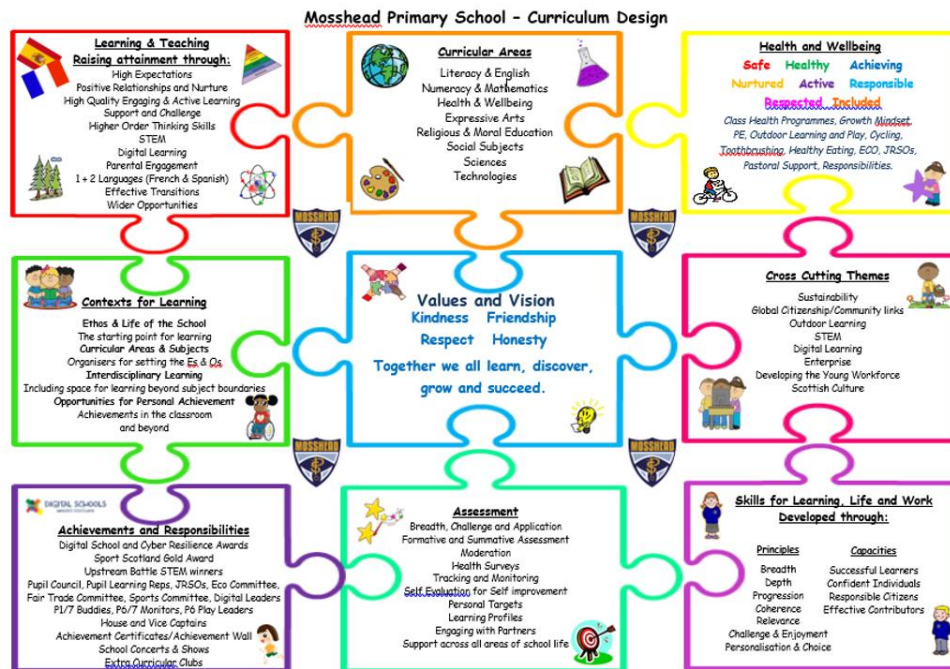 Mosshead Primary School – Curriculum Design
Learning & Teaching
Raising attainment through:
High Expectations
Positive Relationships and Nurture
High Quality Engaging & Active Learning
Support and Challenge
Higher Order Thinking Skills
STEM
Digital Learning
Parental Engagement
1 + 2 Languages (French & Spanish)
Effective Transitions
Wider Opportunities
Curricular Areas
Literacy & English
Numeracy & Mathematics
Health & Wellbeing
Expressive Arts
Religious & Moral Education
Social Subjects
Sciences
Technologies
Health and Wellbeing
Safe Healthy Achieving
Nurtured Active Responsible
Respected Included
Class Health Programmes, Growth Mindset,
PE, Outdoor Learning and Play, Cycling,
Toothbrushing, Healthy Eating, ECO, JRSOs,
Pastoral Support, Responsibilities.
MOSSHEAD
MOSSHEAD
Contexts for Learning
Ethos & Life of the School
The starting point for learning
Curricular Areas & Subjects
Organisers for setting the Es & Os
Interdisciplinary Learning
Including space for learning beyond subject boundaries
Opportunities for Personal Achievement
Achievements in the classroom
and beyond
Values and Vision
Kindness Friendship
Respect Honesty
Together we all learn, discover,
grow and succeed.
Cross Cutting Themes
Sustainability
Global Citizenship/Community links
Outdoor Learning
STEM
Digital Learning
Enterprise
Developing the Young Workforce
Scottish Culture
MOSSHEAD
MOSSHEAD
DIGITAL SCHOOLS
Achievements and Responsibilities
Digital School and Cyber Resilience Awards
Sport Scotland Gold Award
Upstream Battle STEM winners
Pupil Council, Pupil Learning Reps, JRSOs, Eco Committee,
Fair Trade Committee, Sports Committee, Digital Leaders
P1/7 Buddies, P6/7 Monitors, P6 Play Leaders
House and Vice Captains
Achievement Certificates/Achievement Wall
School Concerts & Shows
Extra Curricular Clubs
Assessment
Breadth, Challenge and Application
Formative and Summative Assessment
Moderation
Health Surveys
Tracking and Monitoring
Self Evaluation for Self improvement
Personal Targets
Learning Profiles
Engaging with Partners
Support across all areas of school life
Skills for Learning, Life and Work
Developed through:
Principles
Breadth
Depth
Progression
Coherence
Relevance
Challenge & Enjoyment
Personalisation & Choice
Capacities
Successful Learners
Confident Individuals
Responsible Citizens
Effective Contributors